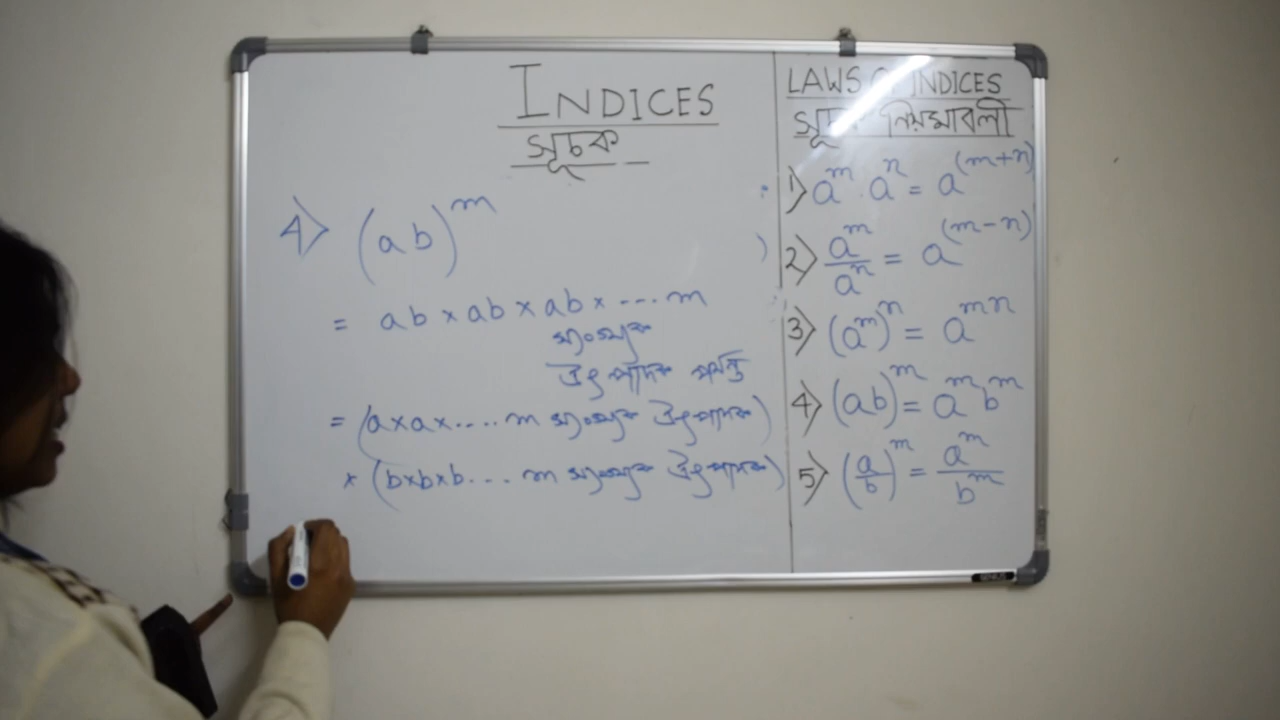 INDICES
সূচক
4) (ab)^m
= ab × ab × ab × ....m
সংখ্যক
উৎপাদক পর্যন্ত
= (a×a×.... m সংখ্যক উৎপাদক)
× (b×b×b... m সংখ্যক উৎপাদক)
LAWS OF INDICES
সূচক নিয়মাবলী
1) a^m . a^n = a^(m+n)
2) a^m/a^n = a^(m-n)
3) (a^m)^n = a^mn
4) (ab)^m = a^m b^m
5) (a/b)^m = a^m/b^m